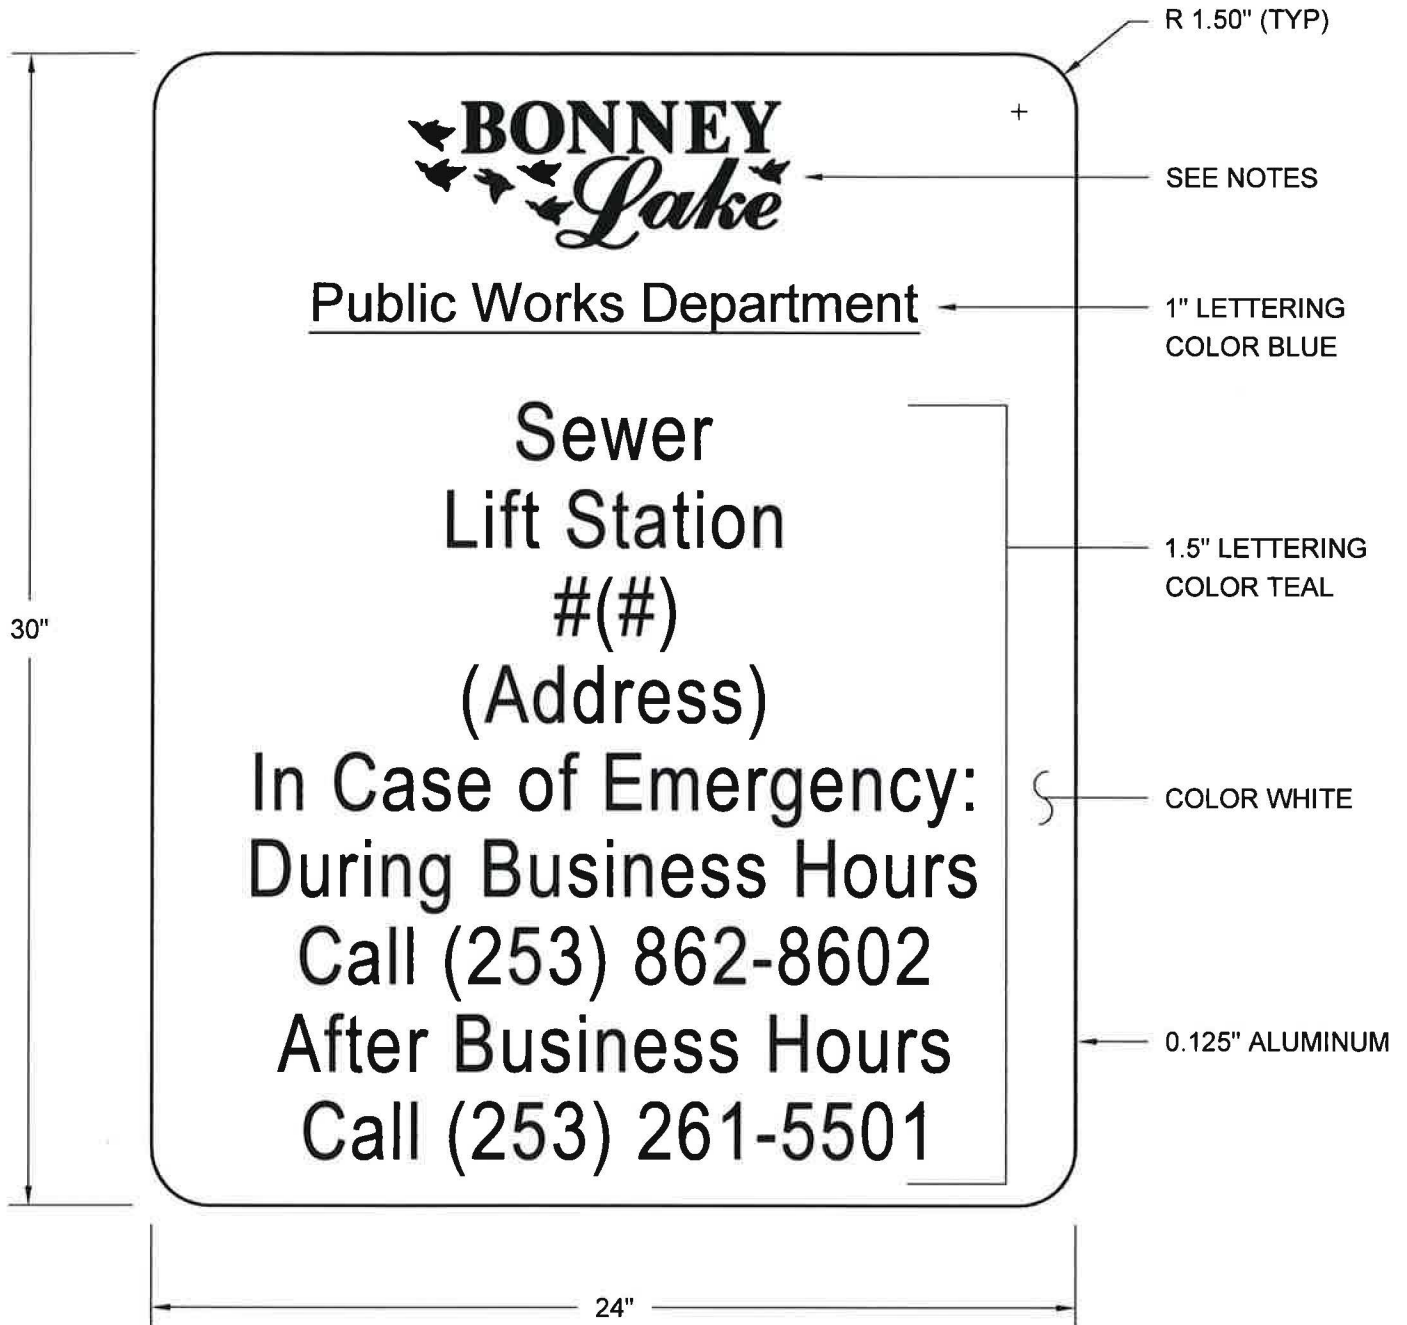 R 1.50" (TYP)
BONNEY
Lake
SEE NOTES
Public Works Department
1" LETTERING
COLOR BLUE
Sewer
Lift Station
#(#)
(Address)
In Case of Emergency:
During Business Hours
Call (253) 862-8602
After Business Hours
Call (253) 261-5501
1.5" LETTERING
COLOR TEAL
30"
COLOR WHITE
0.125" ALUMINUM
24"